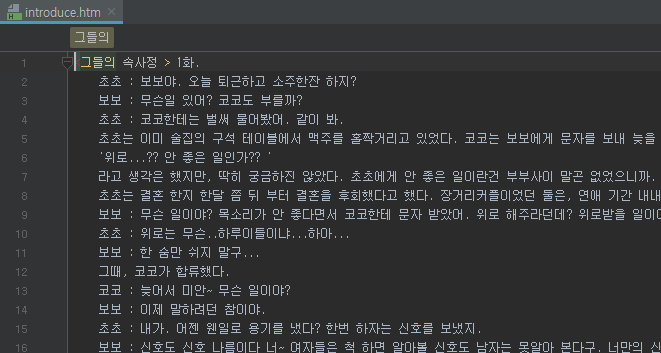 introduce.htm
그들의
1 그들의 속사정 > 1화.
2 초초 : 보보야. 오늘 퇴근하고 소주한잔 하지?
3 보보 : 무슨일 있어? 코코도 부를까?
4 초초 : 코코한테는 벌써 물어봤어. 같이 봐.
5 초초는 이미 술집의 구석 테이블에서 맥주를 홀짝거리고 있었다. 코코는 보보에게 문자를 보내 늦을
6 '위로...?? 안 좋은 일인가?? '
7 라고 생각은 했지만, 딱히 궁금하진 않았다. 초초에게 안 좋은 일이란건 부부사이 말곤 없었으니까.
8 초초는 결혼 한지 한달 쯤 뒤 부터 결혼을 후회했다고 했다. 장거리커플이었던 둘은, 연애 기간 내내
9 보보 : 무슨 일이야? 목소리가 안 좋다면서 코코한테 문자 받았어. 위로 해주라던데? 위로받을 일이
10 초초 : 위로는 무슨..하루이틀이냐...하아...
11 보보 : 한 숨만 쉬지 말구...
12 그때, 코코가 합류했다.
13 코코 : 늦어서 미안~ 무슨 일이야?
14 보보 : 이제 말하려던 참이야.
15 초초 : 내가. 어젠 웬일로 용기를 냈다? 한번 하자는 신호를 보냈지.
16 보보 : 신호도 신호 나름이다 너~ 여자들은 척 하면 알아볼 신호도 남자는 못알아 본다구. 너만의 신